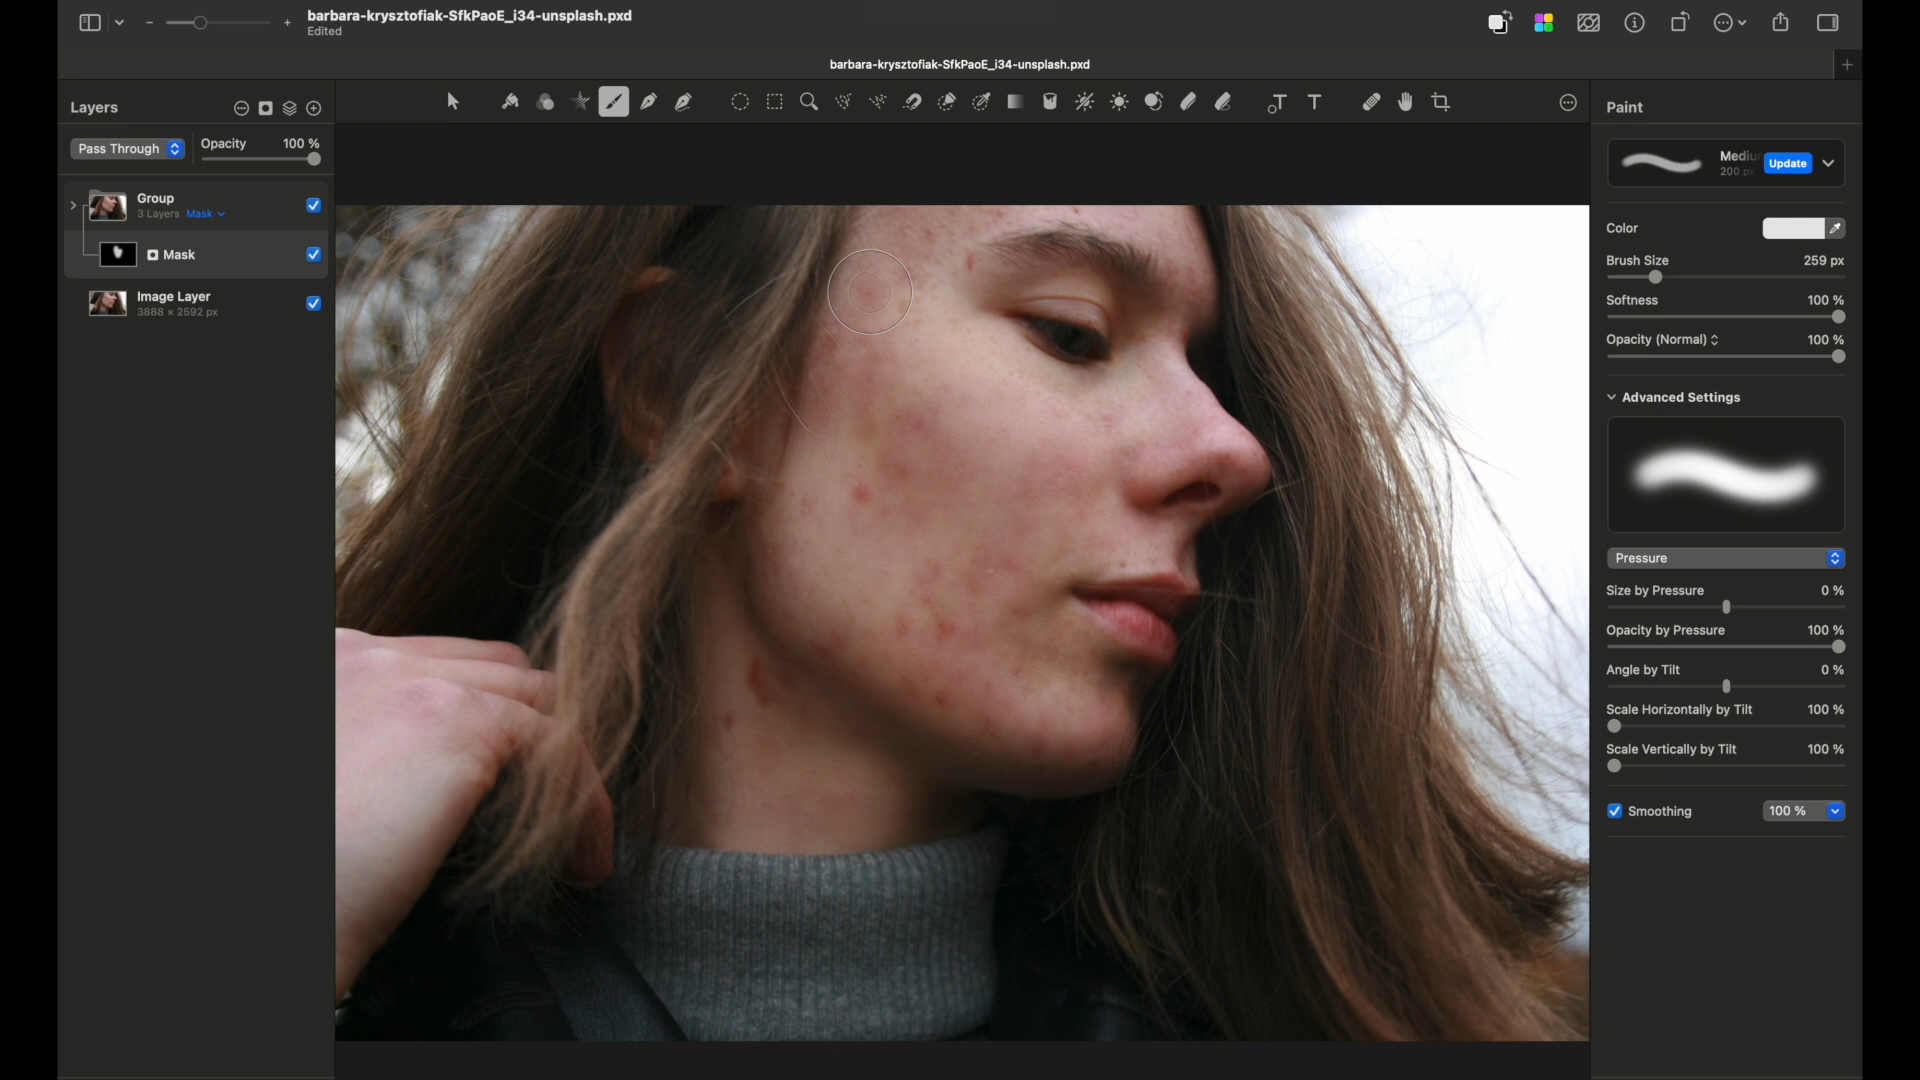 barbara-krysztofiak-SfkPaoE_i34-unsplash.pxd
Edited
barbara-krysztofiak-SfkPaoE_i34-unsplash.pxd
Layers
Pass Through
Opacity 100 %
Group
3 Layers Mask
Mask
Image Layer
3888 × 2592 px
Paint
Update
200 px
Color
Brush Size 259 px
Softness 100 %
Opacity (Normal) 100 %
Advanced Settings
Pressure
Size by Pressure 0 %
Opacity by Pressure 100 %
Angle by Tilt 0 %
Scale Horizontally by Tilt 100 %
Scale Vertically by Tilt 100 %
Smoothing 100 %